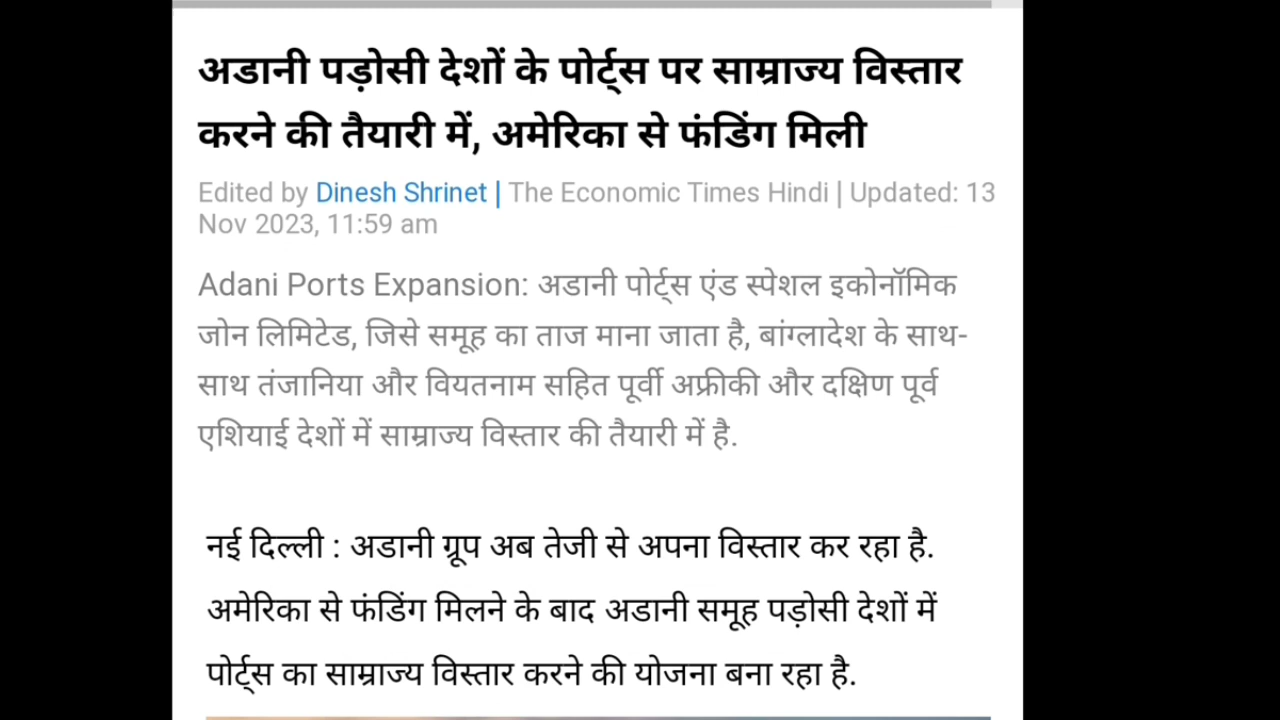 अडानी पड़ोसी देशों के पोर्ट्स पर साम्राज्य विस्तार
करने की तैयारी में, अमेरिका से फंडिंग मिली
Edited by Dinesh Shrinet | The Economic Times Hindi | Updated: 13
Nov 2023, 11:59 am
Adani Ports Expansion: अडानी पोर्ट्स एंड स्पेशल इकोनॉमिक
जोन लिमिटेड, जिसे समूह का ताज माना जाता है, बांग्लादेश के साथ-
साथ तंजानिया और वियतनाम सहित पूर्वी अफ्रीकी और दक्षिण पूर्व
एशियाई देशों में साम्राज्य विस्तार की तैयारी में है.
नई दिल्ली : अडानी ग्रूप अब तेजी से अपना विस्तार कर रहा है.
अमेरिका से फंडिंग मिलने के बाद अडानी समूह पड़ोसी देशों में
पोर्ट्स का साम्राज्य विस्तार करने की योजना बना रहा है.